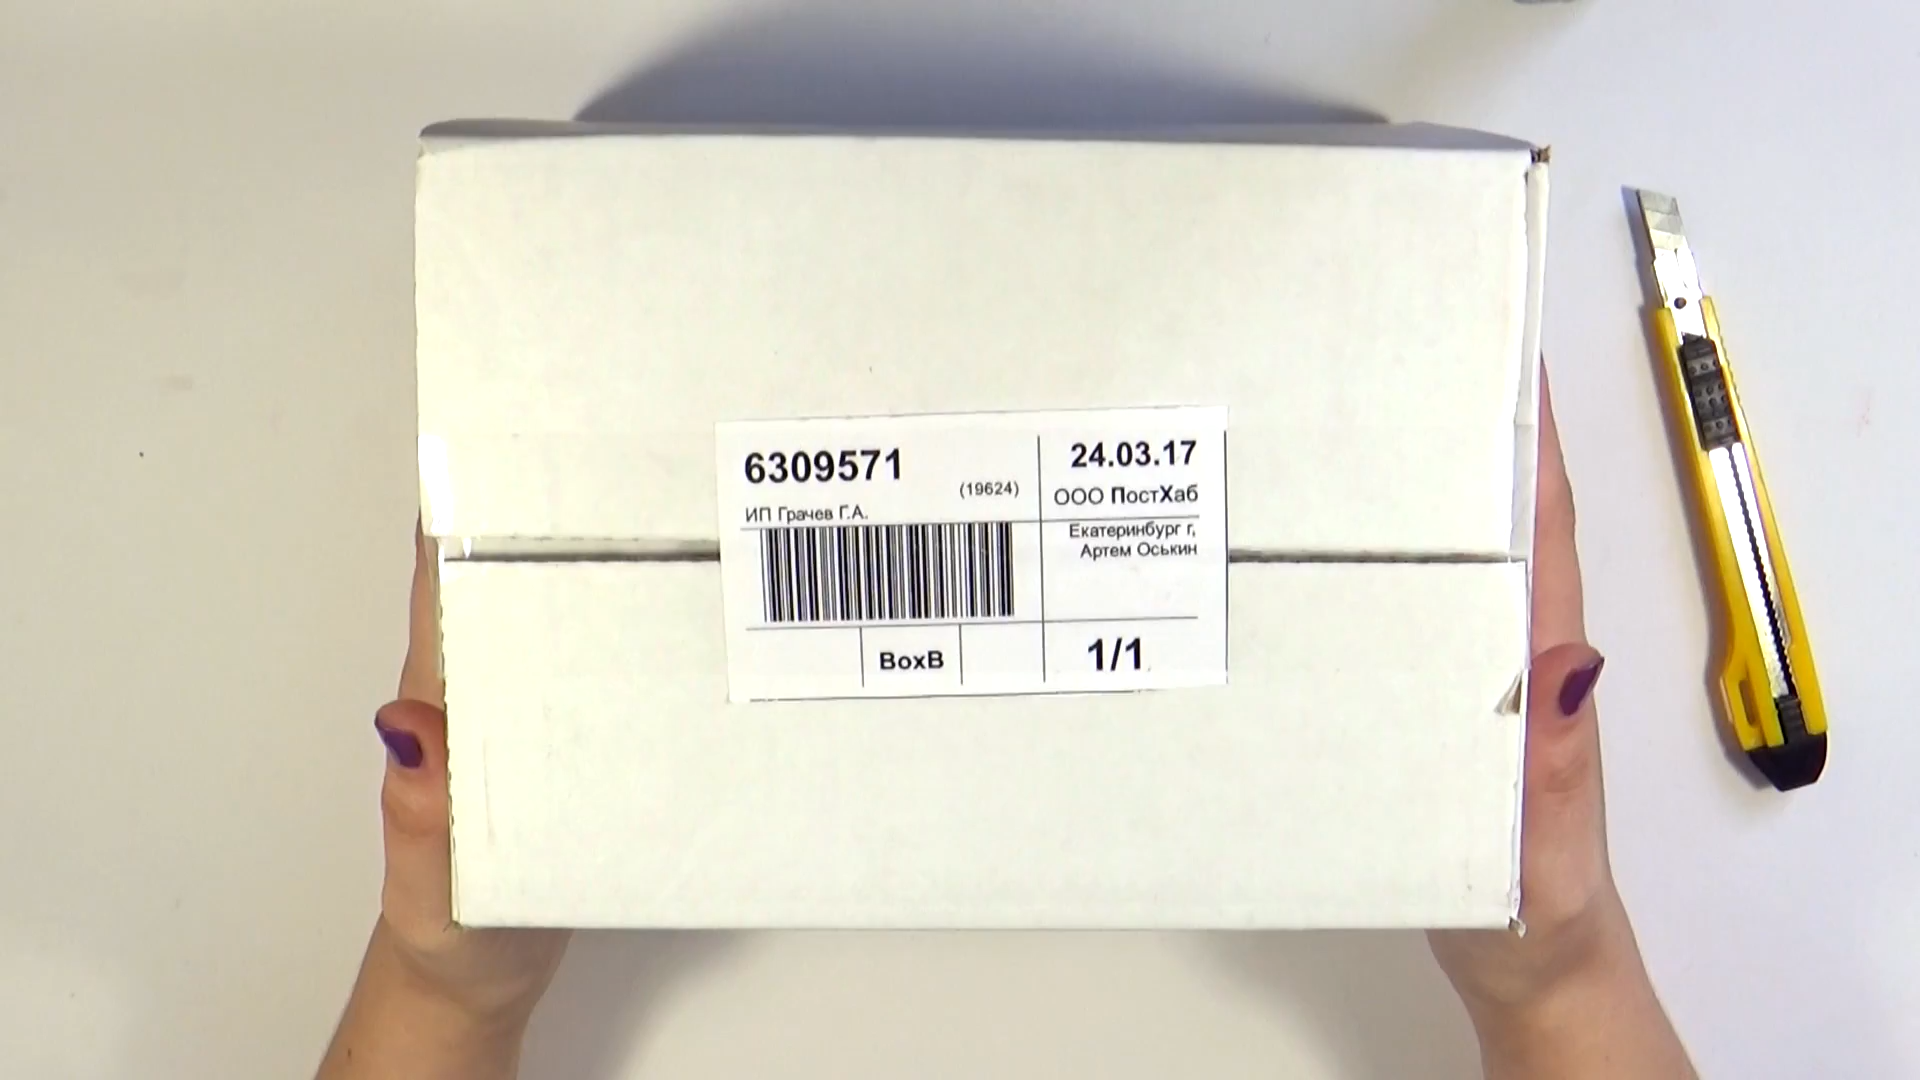 6309571
(19624)
ИП Грачев Г.А.
24.03.17
ООО ПостХаб
Екатеринбург г,
Артем Оськин
BoxB
1/1